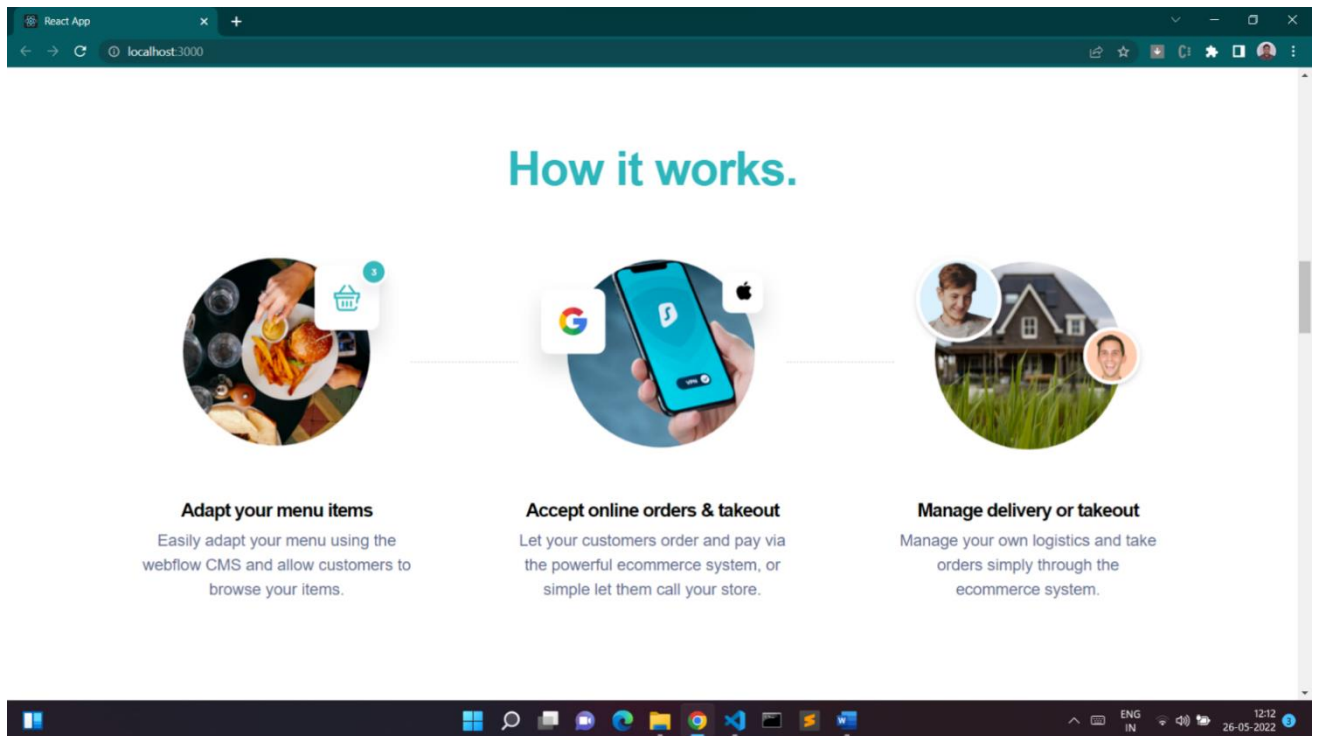 React App
localhost:3000
How it works.
3
VPN
Adapt your menu items
Easily adapt your menu using the
webflow CMS and allow customers to
browse your items.
Accept online orders & takeout
Let your customers order and pay via
the powerful ecommerce system, or
simple let them call your store.
Manage delivery or takeout
Manage your own logistics and take
orders simply through the
ecommerce system.
ENG
IN
12:12
26-05-2022
3